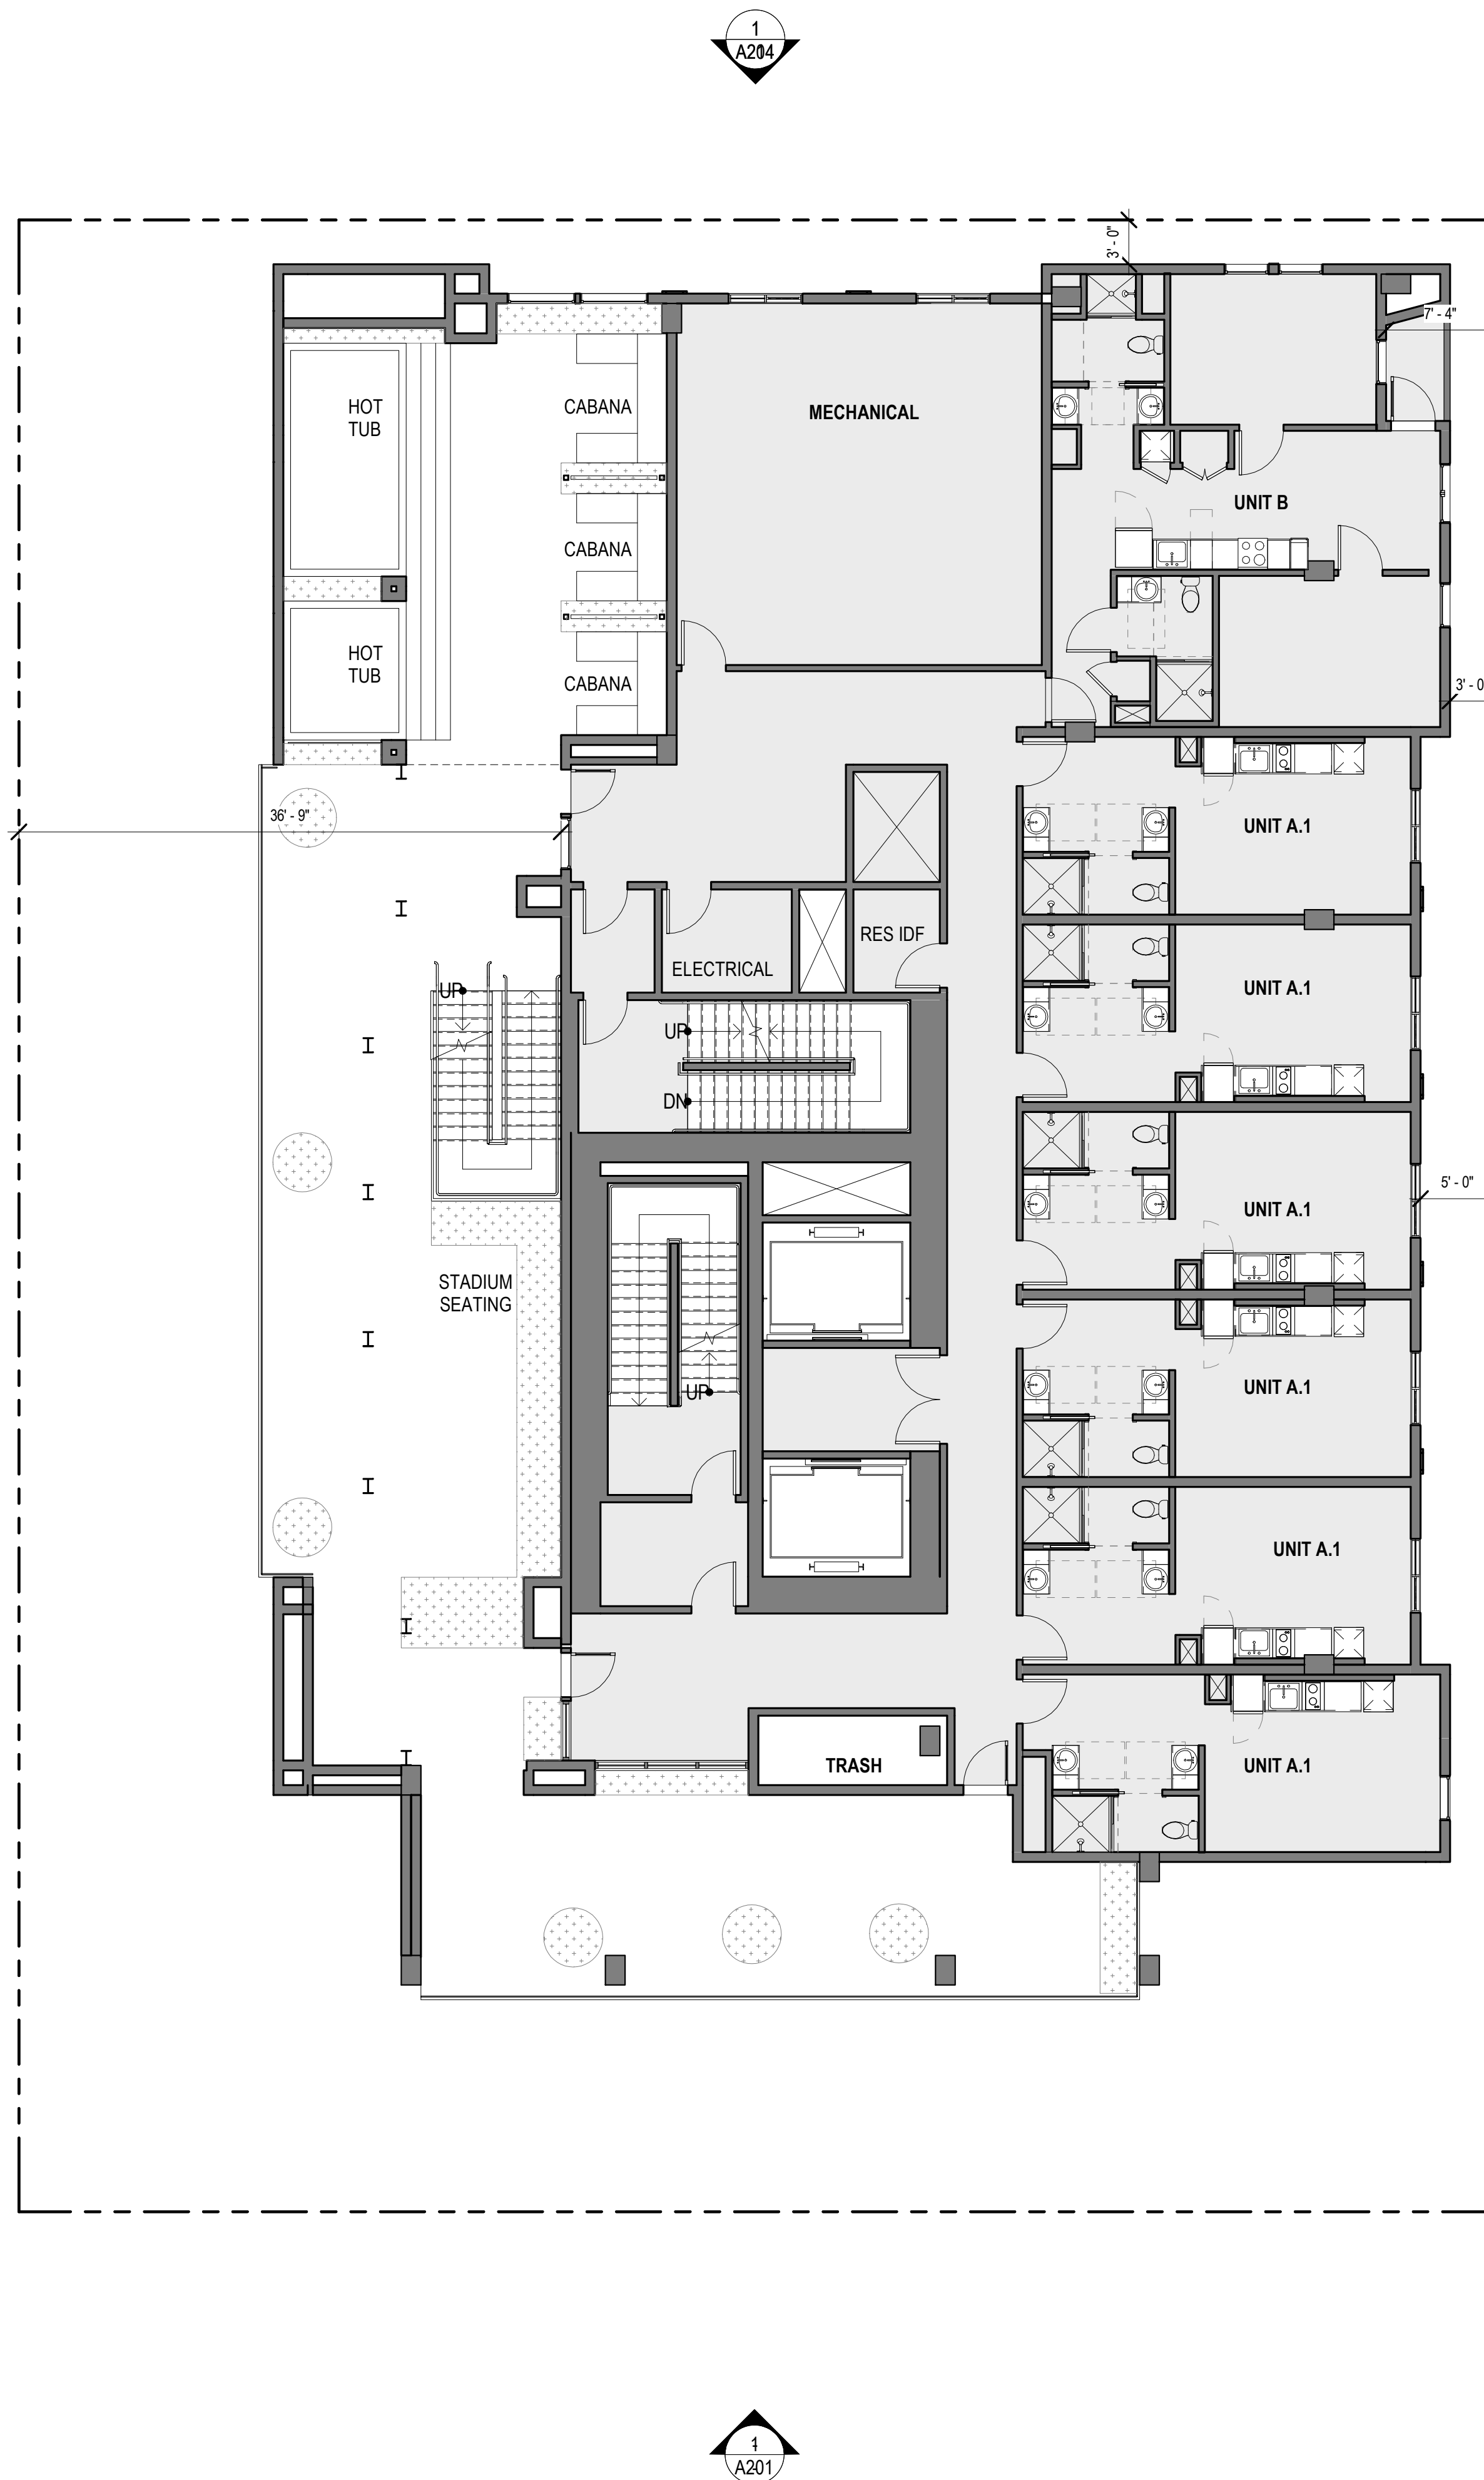 1
A204
3' - 0"
7' - 4"
HOT
TUB
CABANA
MECHANICAL
UNIT B
CABANA
HOT
TUB
CABANA
3' - 0
36' - 9"
UNIT A.1
RES IDF
ELECTRICAL
UP
UNIT A.1
UP
DN
5' - 0"
UNIT A.1
STADIUM
SEATING
UP
UNIT A.1
UNIT A.1
TRASH
UNIT A.1
1
A201